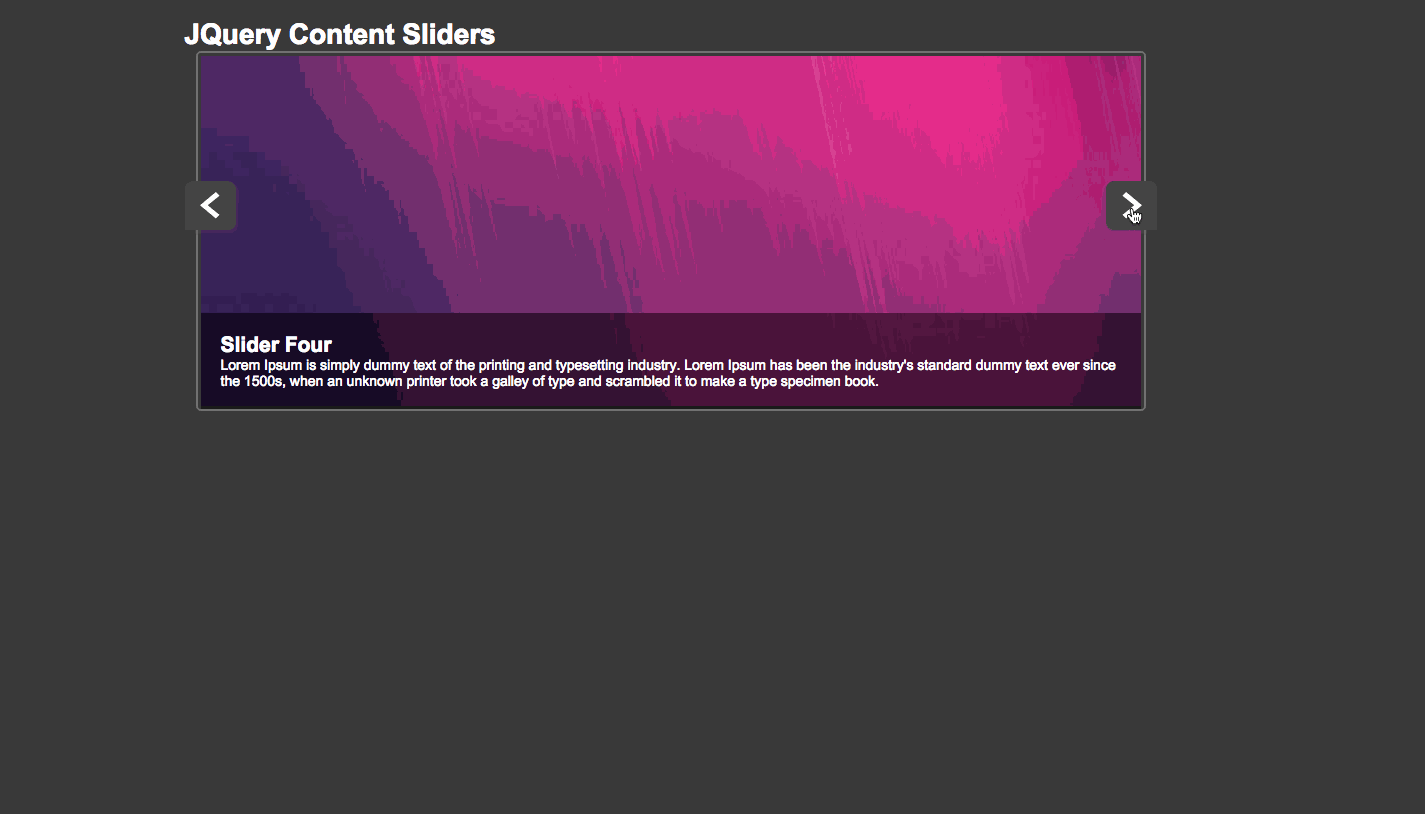 JQuery Content Sliders
Slider Four
Lorem Ipsum is simply dummy text of the printing and typesetting industry. Lorem Ipsum has been the industry's standard dummy text ever since
the 1500s, when an unknown printer took a galley of type and scrambled it to make a type specimen book.